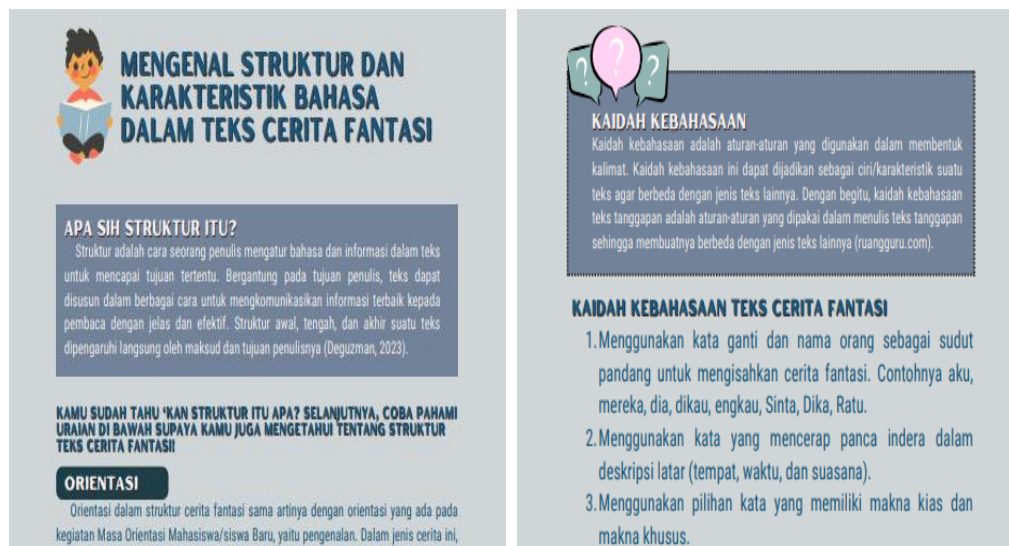 MENGENAL STRUKTUR DAN
KARAKTERISTIK BAHASA
DALAM TEKS CERITA FANTASI
APA SIH STRUKTUR ITU?
Struktur adalah cara seorang penulis mengatur bahasa dan informasi dalam teks
untuk mencapai tujuan tertentu. Bergantung pada tujuan penulis, teks dapat
disusun dalam berbagai cara untuk mengkomunikasikan informasi terbaik kepada
pembaca dengan jelas dan efektif. Struktur awal, tengah, dan akhir suatu teks
dipengaruhi langsung oleh maksud dan tujuan penulisnya (Deguzman, 2023).
KAMU SUDAH TAHU 'KAN STRUKTUR ITU APA? SELANJUTNYA, COBA PAHAMI
URAIAN DI BAWAH SUPAYA KAMU JUGA MENGETAHUI TENTANG STRUKTUR
TEKS CERITA FANTASI!
ORIENTASI
Orientasi dalam struktur cerita fantasi sama artinya dengan orientasi yang ada pada
kegiatan Masa Orientasi Mahasiswa/siswa Baru, yaitu pengenalan. Dalam jenis cerita ini,
? ? ?
KAIDAH KEBAHASAAN
Kaidah kebahasaan adalah aturan-aturan yang digunakan dalam membentuk
kalimat. Kaidah kebahasaan ini dapat dijadikan sebagai ciri/karakteristik suatu
teks agar berbeda dengan jenis teks lainnya. Dengan begitu, kaidah kebahasaan
teks tanggapan adalah aturan-aturan yang dipakai dalam menulis teks tanggapan
sehingga membuatnya berbeda dengan jenis teks lainnya (ruangguru.com).
KAIDAH KEBAHASAAN TEKS CERITA FANTASI
1. Menggunakan kata ganti dan nama orang sebagai sudut
pandang untuk mengisahkan cerita fantasi. Contohnya aku,
mereka, dia, dikau, engkau, Sinta, Dika, Ratu.
2. Menggunakan kata yang mencerap panca indera dalam
deskripsi latar (tempat, waktu, dan suasana).
3. Menggunakan pilihan kata yang memiliki makna kias dan
makna khusus.